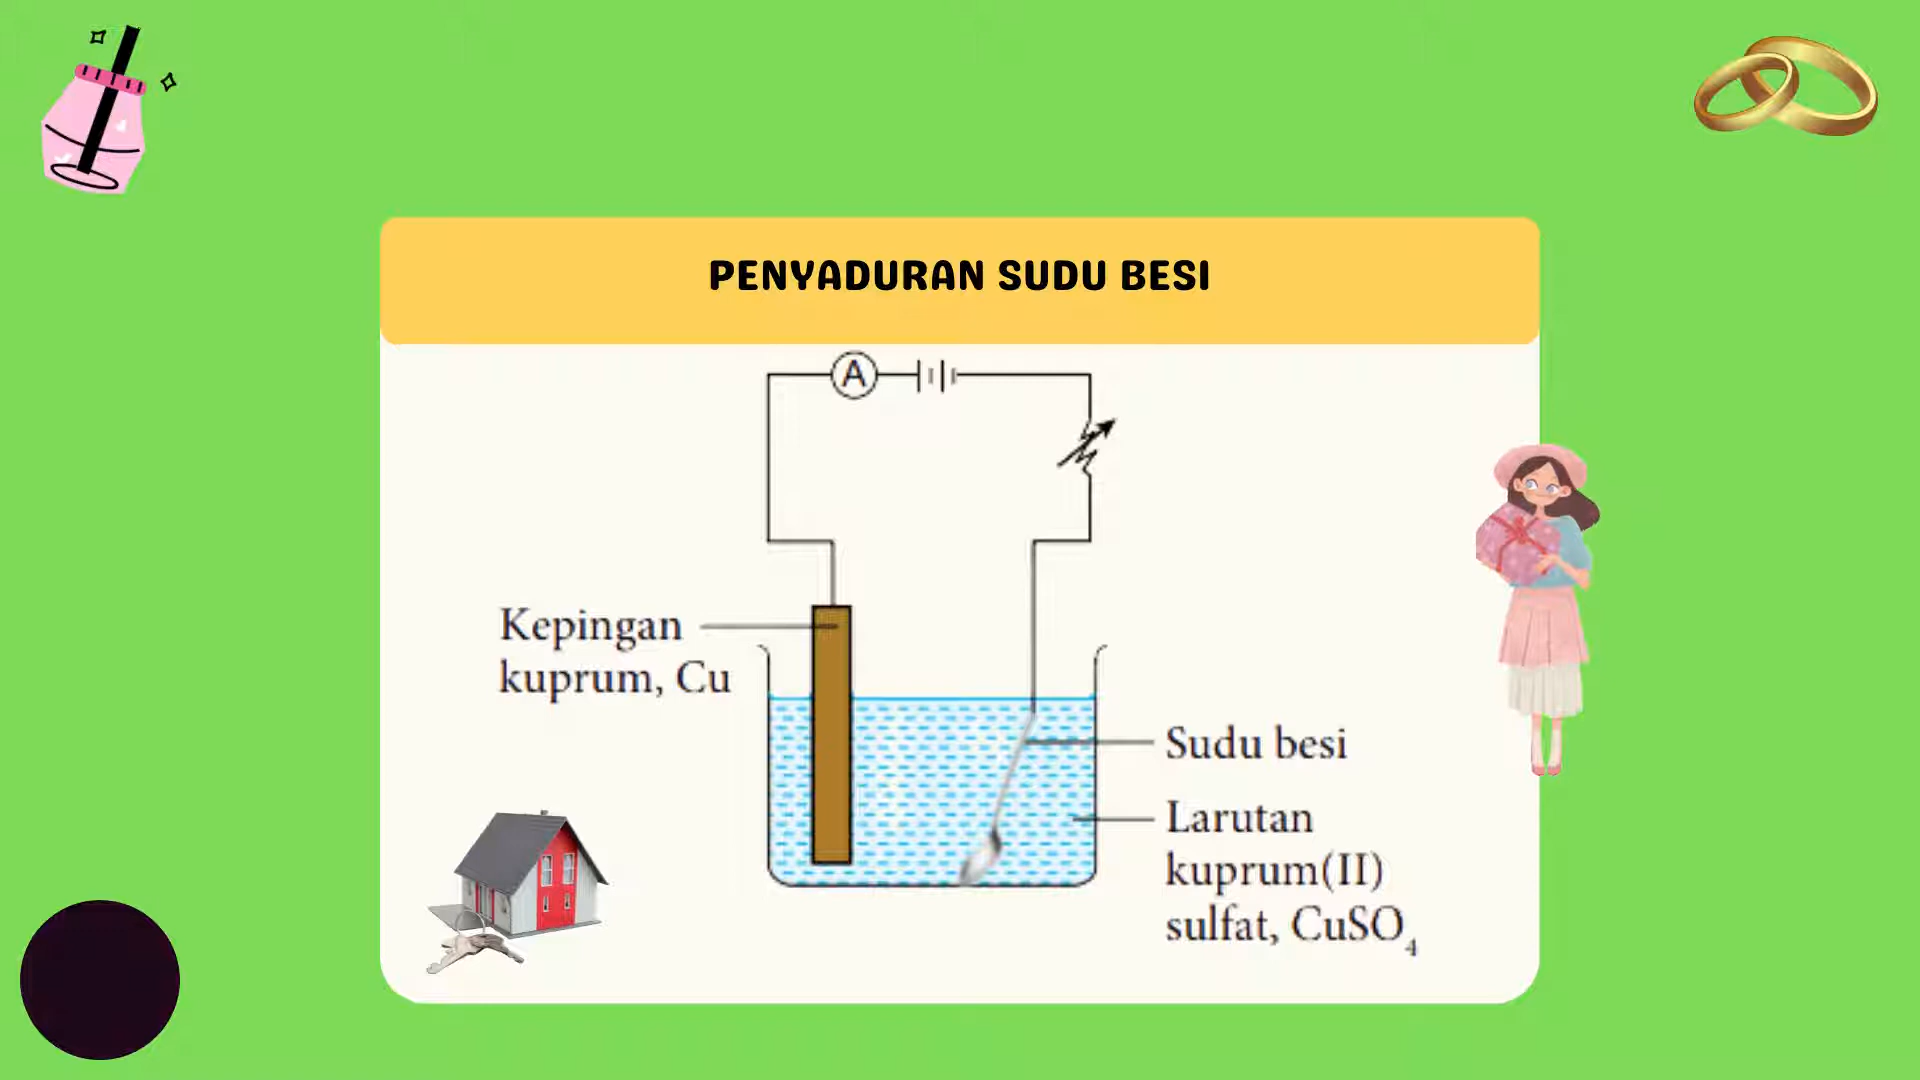 PENYADURAN SUDU BESI
A
Kepingan
kuprum, Cu
Sudu besi
Larutan
kuprum(II)
sulfat, CuSO₄